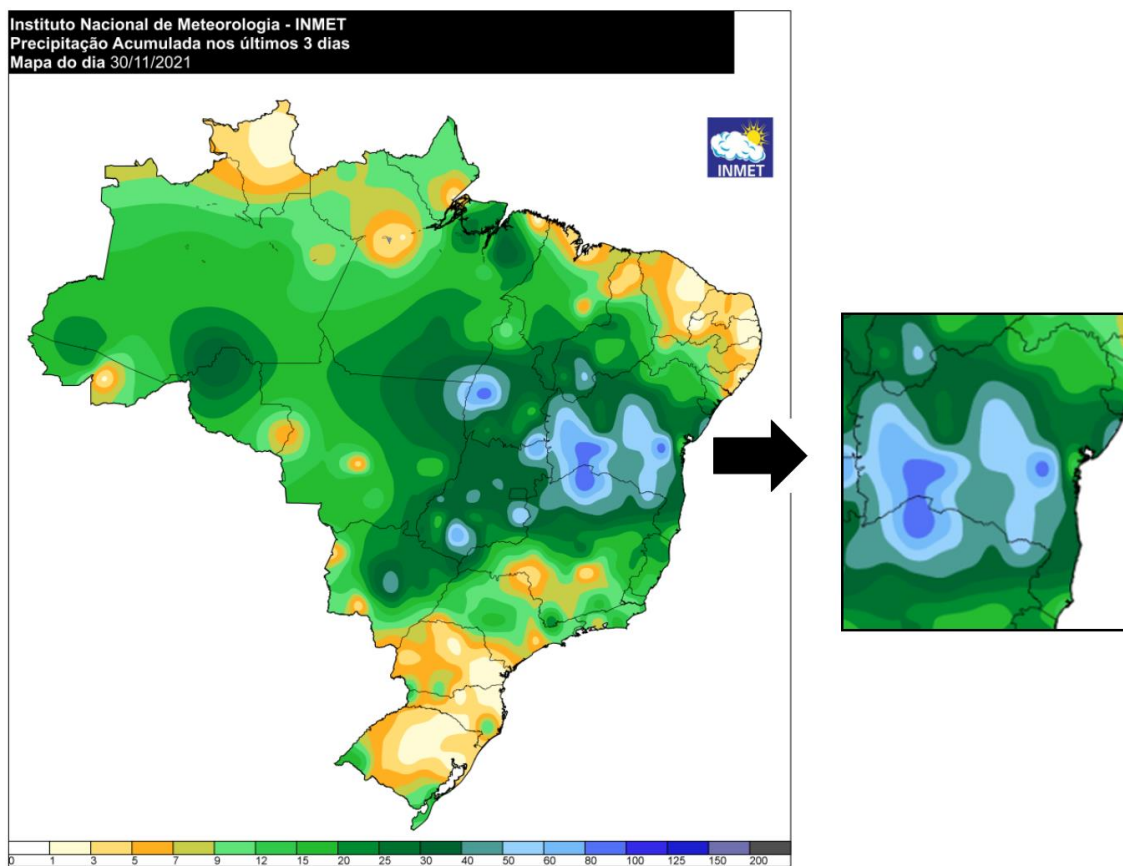 Instituto Nacional de Meteorologia - INMET
Precipitação Acumulada nos últimos 3 dias
Mapa do dia 30/11/2021
INMET
0 1 3 5 7 9 12 15 20 25 30 40 50 60 80 100 125 150 200